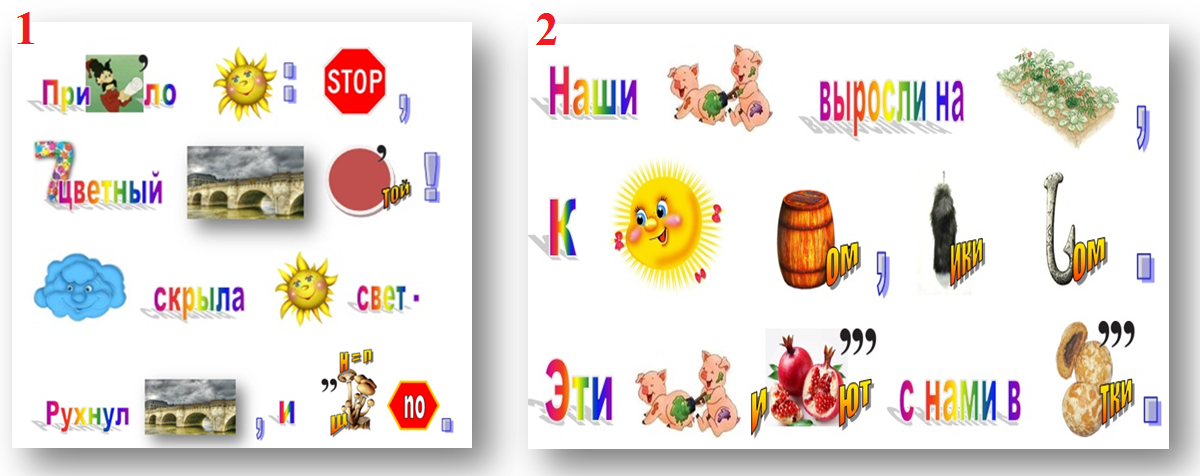 1
При ’ ло : STOP ,
7цветный ’ той !
скрыла свет -
Рухнул , и ” щ н=п no .
2
Наши выросли на ,
К ом , ики ом .
Эти и ’’’ ют с нами в ’’’ тки .